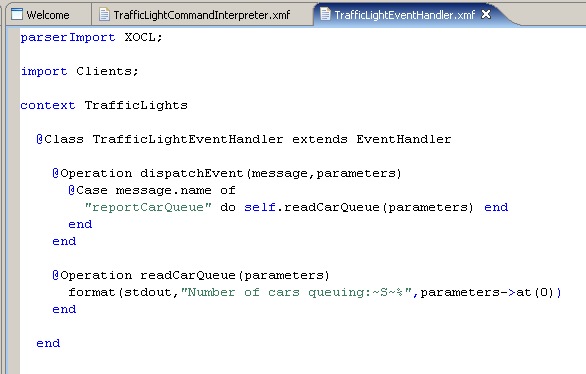 Welcome TrafficLightCommandInterpreter.xmf TrafficLightEventHandler.xmf
parserImport XOCL;
import Clients;
context TrafficLights
@Class TrafficLightEventHandler extends EventHandler
@Operation dispatchEvent(message,parameters)
@Case message.name of
"reportCarQueue" do self.readCarQueue(parameters) end
end
end
@Operation readCarQueue(parameters)
format(stdout,"Number of cars queuing:~S~%",parameters->at(0))
end
end